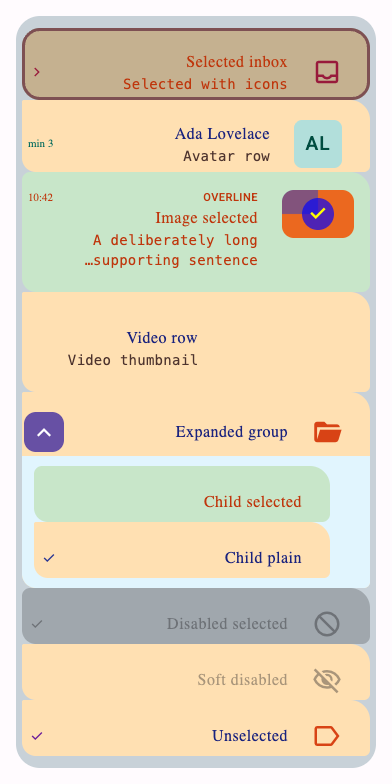 Selected inbox
Selected with icons
AL
Ada Lovelace
Avatar row
min 3
OVERLINE
10:42
Image selected
A deliberately long
…supporting sentence
Video row
Video thumbnail
Expanded group
Child selected
Child plain
Disabled selected
Soft disabled
Unselected